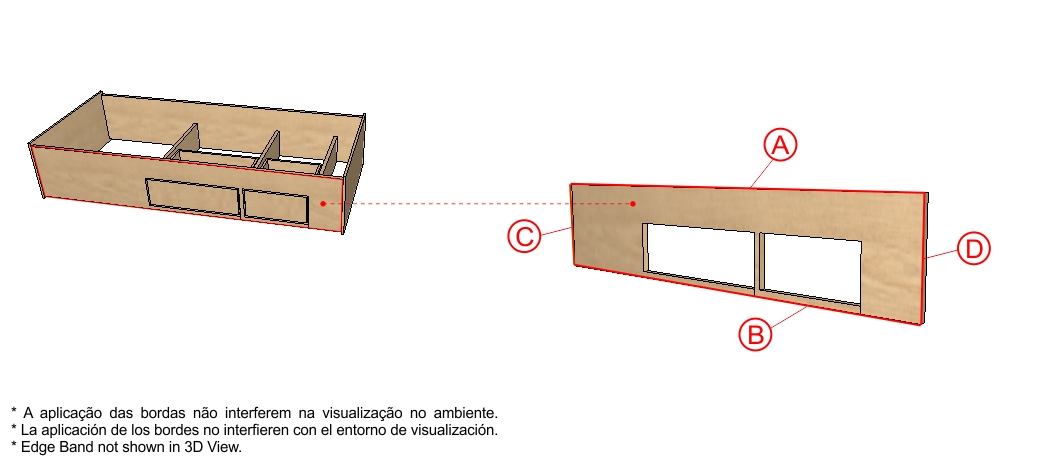 A
C
D
B
* A aplicação das bordas não interferem na visualização no ambiente.
* La aplicación de los bordes no interfieren con el entorno de visualización.
* Edge Band not shown in 3D View.